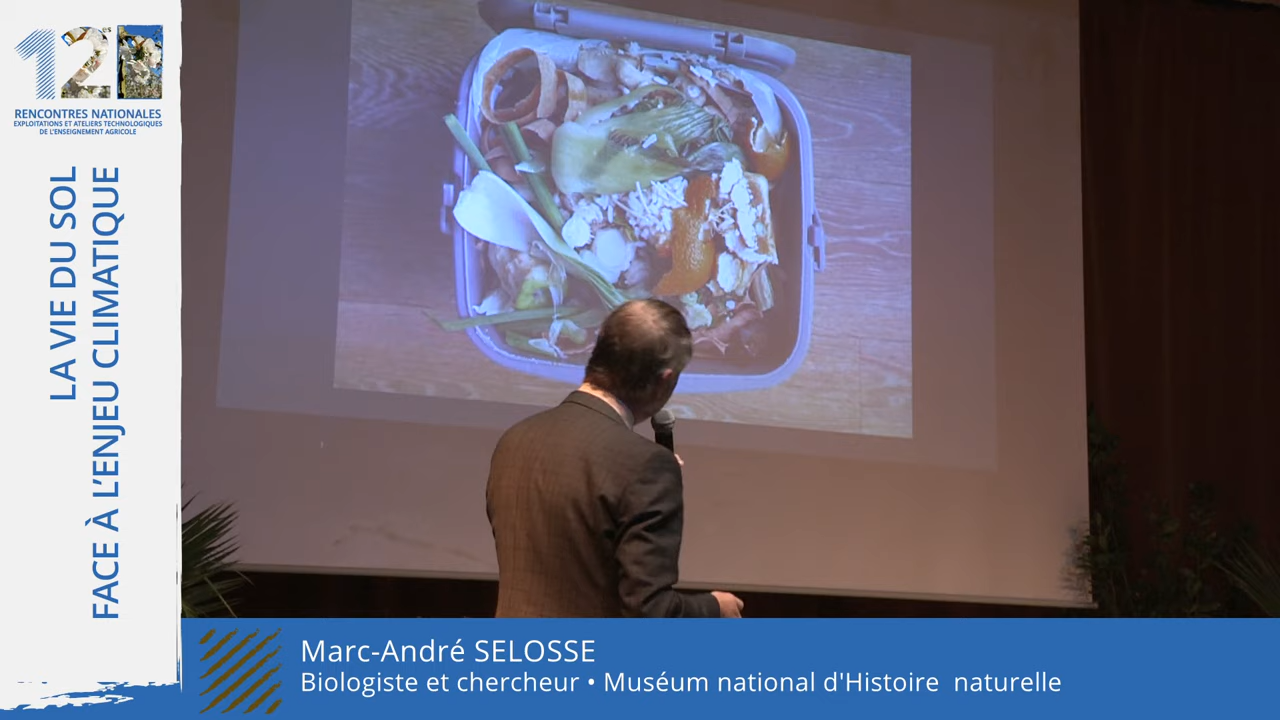 12es
RENCONTRES NATIONALES
EXPLOITATIONS ET ATELIERS TECHNOLOGIQUES
DE L'ENSEIGNEMENT AGRICOLE
LA VIE DU SOL
FACE À L'ENJEU CLIMATIQUE
Marc-André SELOSSE
Biologiste et chercheur • Muséum national d'Histoire naturelle